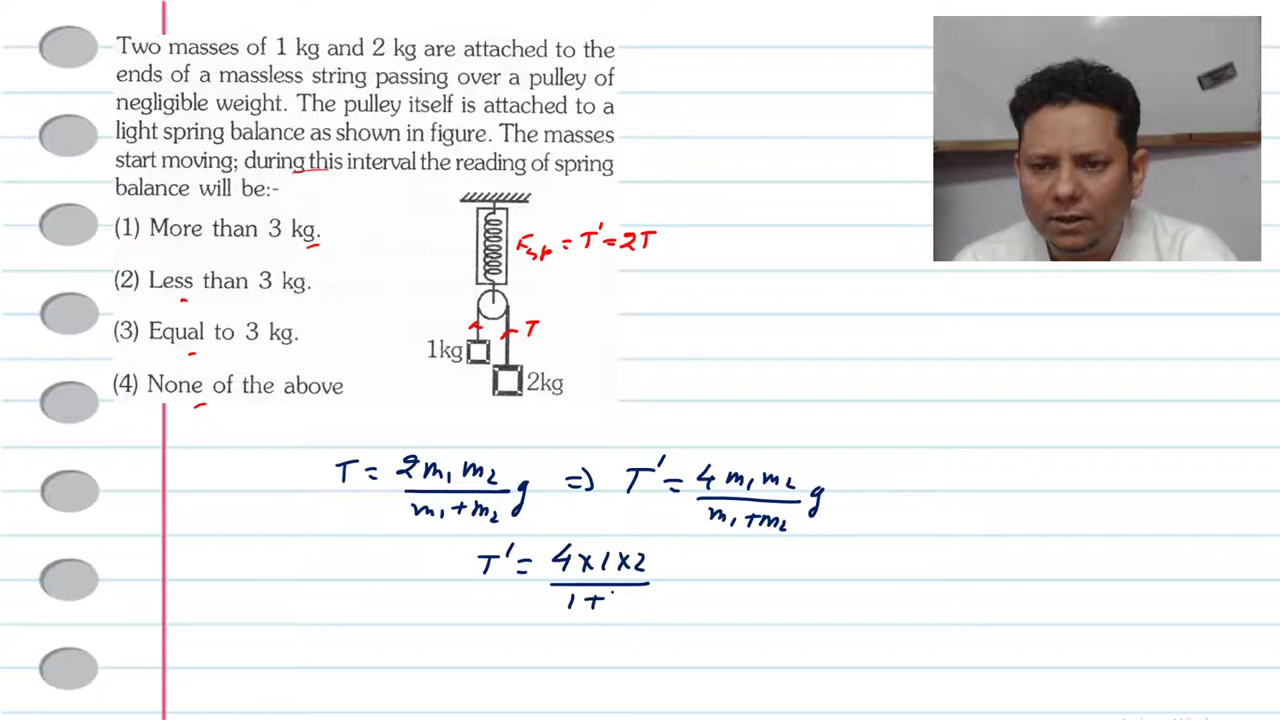 Two masses of 1 kg and 2 kg are attached to the
ends of a massless string passing over a pulley of
negligible weight. The pulley itself is attached to a
light spring balance as shown in figure. The masses
start moving; during this interval the reading of spring
balance will be:-
(1) More than 3 kg.
(2) Less than 3 kg.
(3) Equal to 3 kg.
(4) None of the above
Fsp = T' = 2T
T
1kg
2kg
T = 2m₁m₂/m₁+m₂ g ⇒ T' = 4m₁m₂/m₁+m₂ g
T' = 4×1×2/1+